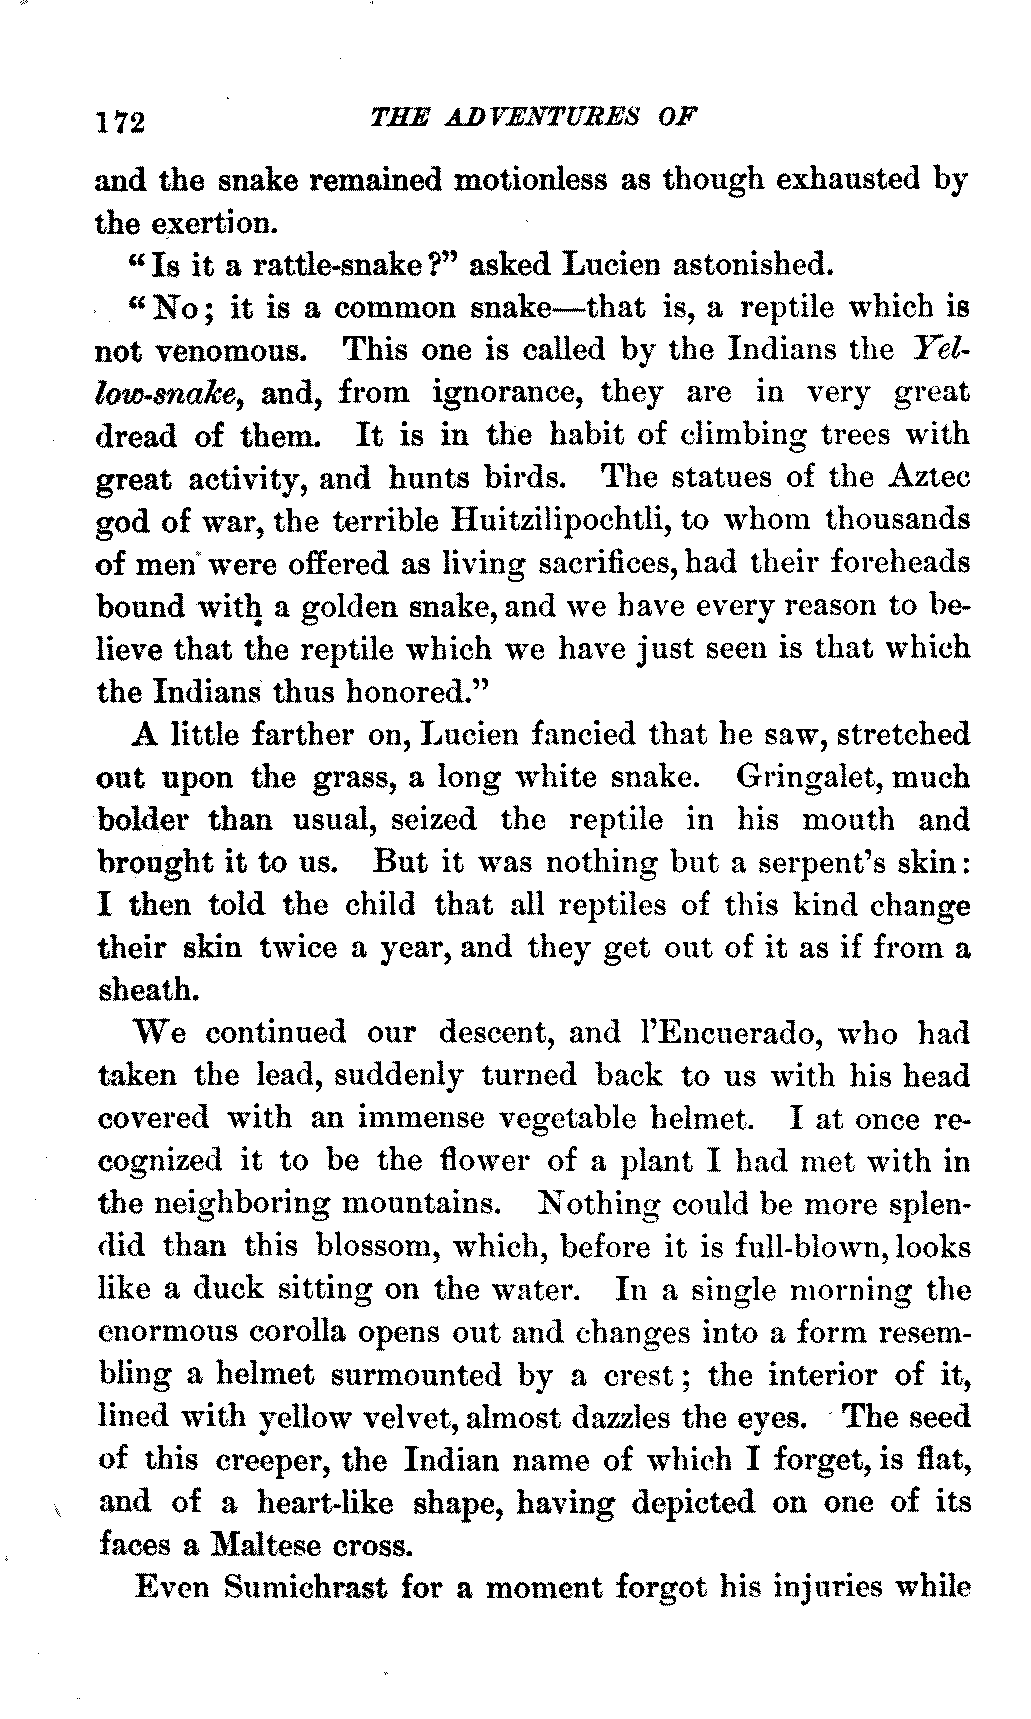 172 THE ADVENTURES OF
and the snake remained motionless as though exhausted by
the exertion.
“Is it a rattle-snake?” asked Lucien astonished.
“No; it is a common snake—that is, a reptile which is
not venomous. This one is called by the Indians the Yel-
low-snake, and, from ignorance, they are in very great
dread of them. It is in the habit of climbing trees with
great activity, and hunts birds. The statues of the Aztec
god of war, the terrible Huitzilipochtli, to whom thousands
of men were offered as living sacrifices, had their foreheads
bound with a golden snake, and we have every reason to be-
lieve that the reptile which we have just seen is that which
the Indians thus honored.”
A little farther on, Lucien fancied that he saw, stretched
out upon the grass, a long white snake. Gringalet, much
bolder than usual, seized the reptile in his mouth and
brought it to us. But it was nothing but a serpent’s skin:
I then told the child that all reptiles of this kind change
their skin twice a year, and they get out of it as if from a
sheath.
We continued our descent, and l’Encuerado, who had
taken the lead, suddenly turned back to us with his head
covered with an immense vegetable helmet. I at once re-
cognized it to be the flower of a plant I had met with in
the neighboring mountains. Nothing could be more splen-
did than this blossom, which, before it is full-blown, looks
like a duck sitting on the water. In a single morning the
enormous corolla opens out and changes into a form resem-
bling a helmet surmounted by a crest; the interior of it,
lined with yellow velvet, almost dazzles the eyes. The seed
of this creeper, the Indian name of which I forget, is flat,
and of a heart-like shape, having depicted on one of its
faces a Maltese cross.
Even Sumichrast for a moment forgot his injuries while